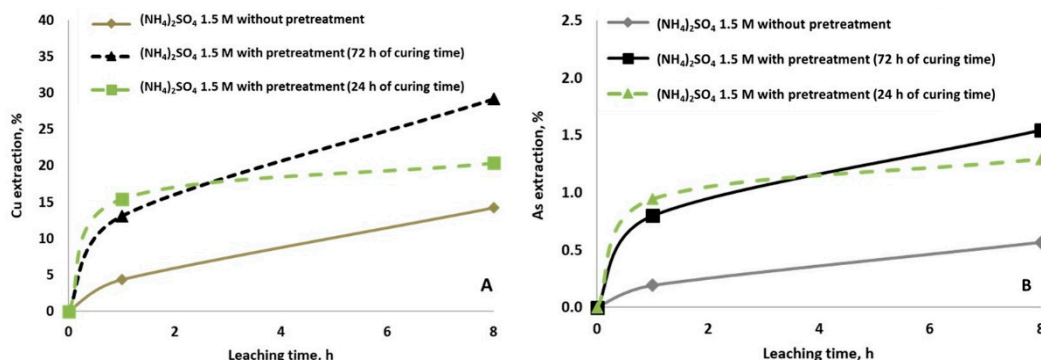 40
35
30
25
20
15
10
5
0
Cu extraction, %
(NH4)2SO4 1.5 M without pretreatment
(NH4)2SO4 1.5 M with pretreatment (72 h of curing time)
(NH4)2SO4 1.5 M with pretreatment (24 h of curing time)
A
0 2 4 6 8
Leaching time, h
2.5
2.0
1.5
1.0
0.5
0.0
As extraction, %
(NH4)2SO4 1.5 M without pretreatment
(NH4)2SO4 1.5 M with pretreatment (72 h of curing time)
(NH4)2SO4 1.5 M with pretreatment (24 h of curing time)
B
0 2 4 6 8
Leaching time, h